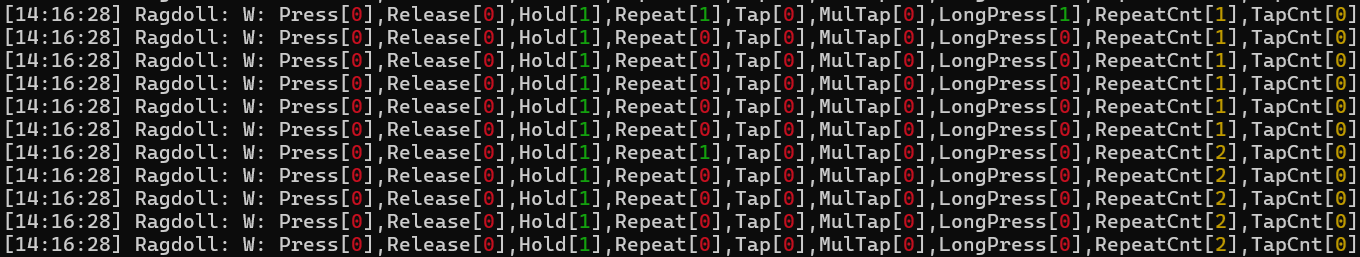 [14:16:28] Ragdoll: W: Press[0],Release[0],Hold[1],Repeat[1],Tap[0],MulTap[0],LongPress[1],RepeatCnt[1],TapCnt[0]
[14:16:28] Ragdoll: W: Press[0],Release[0],Hold[1],Repeat[0],Tap[0],MulTap[0],LongPress[0],RepeatCnt[1],TapCnt[0]
[14:16:28] Ragdoll: W: Press[0],Release[0],Hold[1],Repeat[0],Tap[0],MulTap[0],LongPress[0],RepeatCnt[1],TapCnt[0]
[14:16:28] Ragdoll: W: Press[0],Release[0],Hold[1],Repeat[0],Tap[0],MulTap[0],LongPress[0],RepeatCnt[1],TapCnt[0]
[14:16:28] Ragdoll: W: Press[0],Release[0],Hold[1],Repeat[0],Tap[0],MulTap[0],LongPress[0],RepeatCnt[1],TapCnt[0]
[14:16:28] Ragdoll: W: Press[0],Release[0],Hold[1],Repeat[0],Tap[0],MulTap[0],LongPress[0],RepeatCnt[1],TapCnt[0]
[14:16:28] Ragdoll: W: Press[0],Release[0],Hold[1],Repeat[1],Tap[0],MulTap[0],LongPress[0],RepeatCnt[2],TapCnt[0]
[14:16:28] Ragdoll: W: Press[0],Release[0],Hold[1],Repeat[0],Tap[0],MulTap[0],LongPress[0],RepeatCnt[2],TapCnt[0]
[14:16:28] Ragdoll: W: Press[0],Release[0],Hold[1],Repeat[0],Tap[0],MulTap[0],LongPress[0],RepeatCnt[2],TapCnt[0]
[14:16:28] Ragdoll: W: Press[0],Release[0],Hold[1],Repeat[0],Tap[0],MulTap[0],LongPress[0],RepeatCnt[2],TapCnt[0]
[14:16:28] Ragdoll: W: Press[0],Release[0],Hold[1],Repeat[0],Tap[0],MulTap[0],LongPress[0],RepeatCnt[2],TapCnt[0]